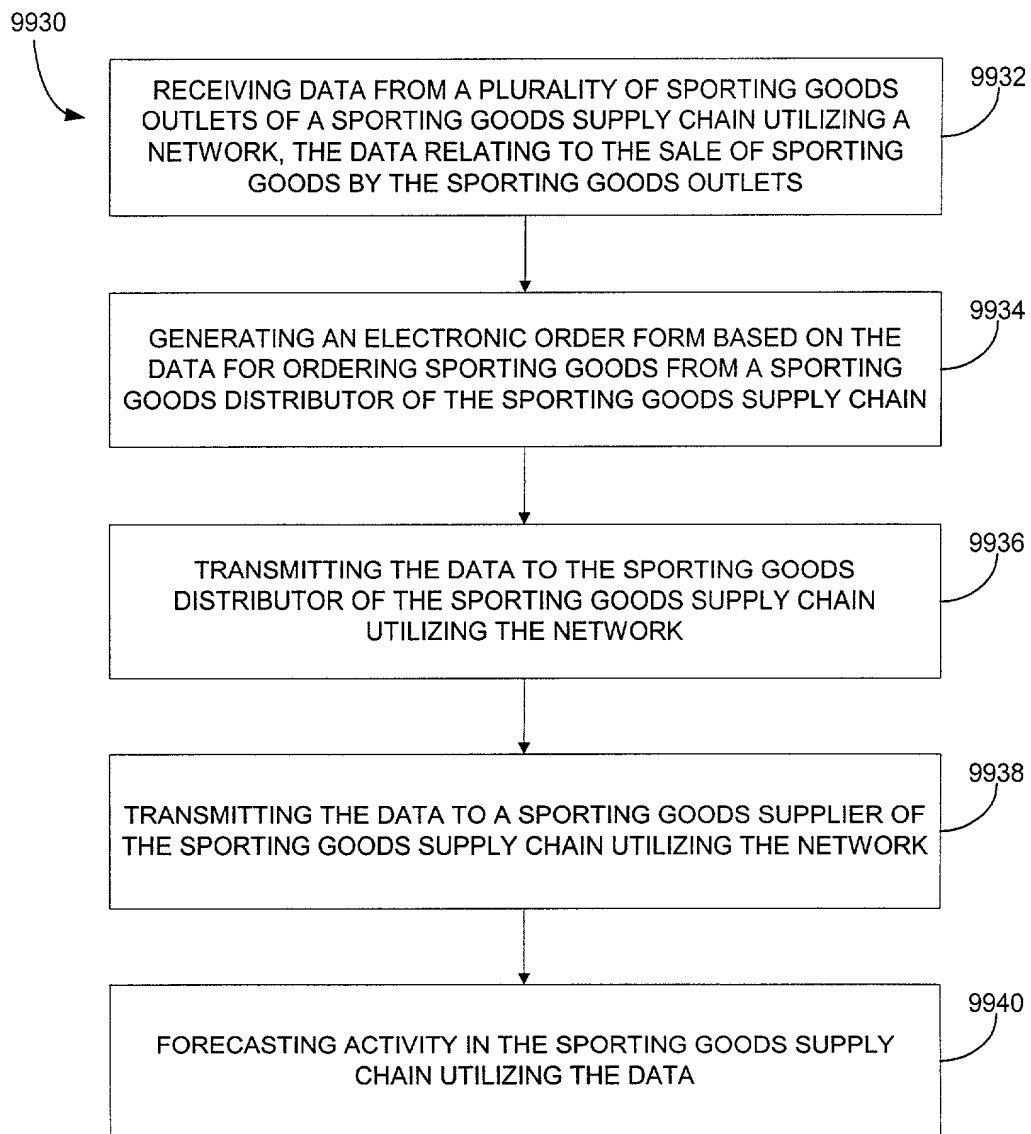 9930
9932
RECEIVING DATA FROM A PLURALITY OF SPORTING GOODS
OUTLETS OF A SPORTING GOODS SUPPLY CHAIN UTILIZING A
NETWORK, THE DATA RELATING TO THE SALE OF SPORTING
GOODS BY THE SPORTING GOODS OUTLETS
9934
GENERATING AN ELECTRONIC ORDER FORM BASED ON THE
DATA FOR ORDERING SPORTING GOODS FROM A SPORTING
GOODS DISTRIBUTOR OF THE SPORTING GOODS SUPPLY CHAIN
9936
TRANSMITTING THE DATA TO THE SPORTING GOODS
DISTRIBUTOR OF THE SPORTING GOODS SUPPLY CHAIN
UTILIZING THE NETWORK
9938
TRANSMITTING THE DATA TO A SPORTING GOODS SUPPLIER OF
THE SPORTING GOODS SUPPLY CHAIN UTILIZING THE NETWORK
9940
FORECASTING ACTIVITY IN THE SPORTING GOODS SUPPLY
CHAIN UTILIZING THE DATA